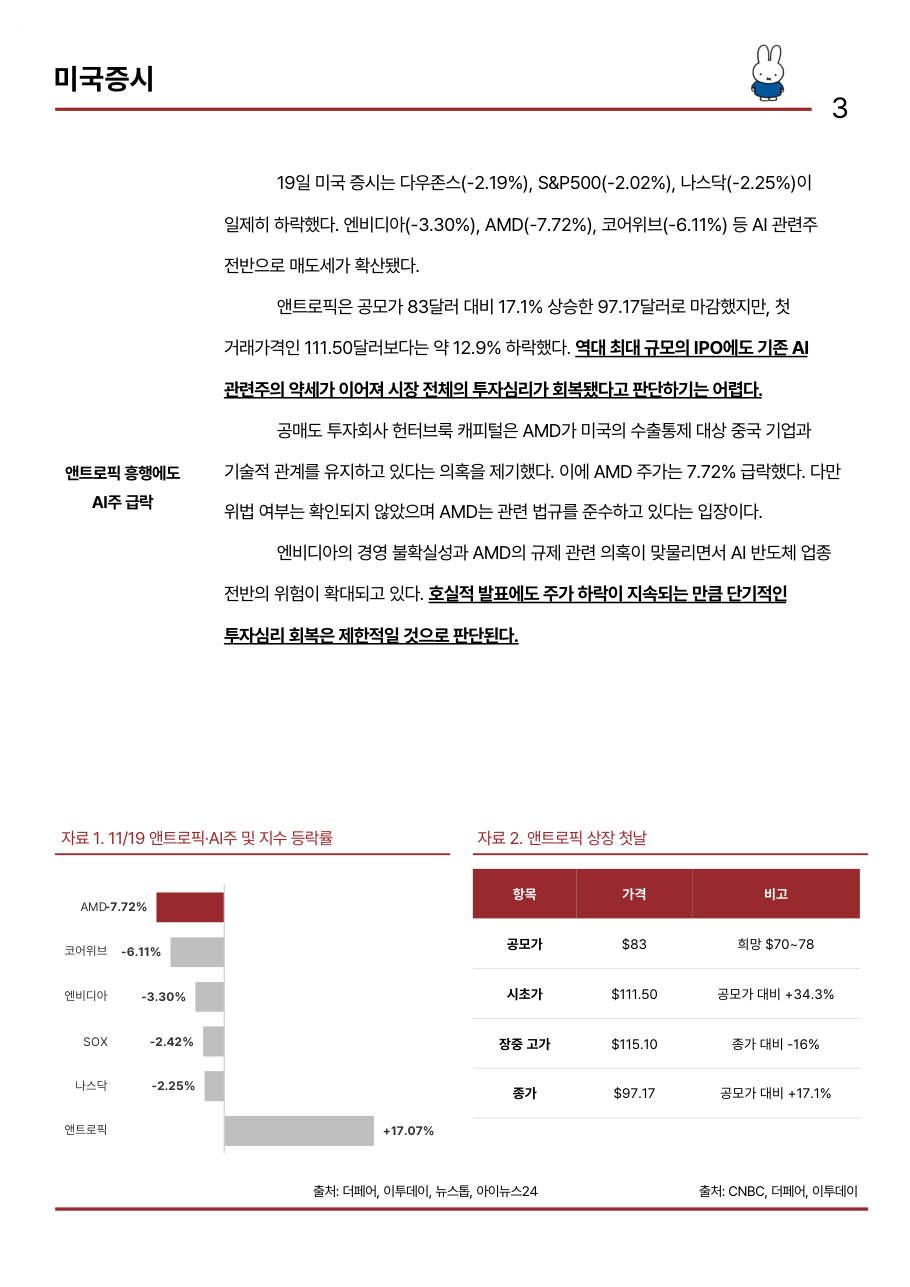 미국증시
3
19일 미국 증시는 다우존스(-2.19%), S&P500(-2.02%), 나스닥(-2.25%)이
일제히 하락했다. 엔비디아(-3.30%), AMD(-7.72%), 코어위브(-6.11%) 등 AI 관련주
전반으로 매도세가 확산됐다.
앤트로픽은 공모가 83달러 대비 17.1% 상승한 97.17달러로 마감했지만, 첫
거래가격인 111.50달러보다는 약 12.9% 하락했다. 역대 최대 규모의 IPO에도 기존 AI
관련주의 약세가 이어져 시장 전체의 투자심리가 회복됐다고 판단하기는 어렵다.
공매도 투자회사 헌터브룩 캐피털은 AMD가 미국의 수출통제 대상 중국 기업과
기술적 관계를 유지하고 있다는 의혹을 제기했다. 이에 AMD 주가는 7.72% 급락했다. 다만
위법 여부는 확인되지 않았으며 AMD는 관련 법규를 준수하고 있다는 입장이다.
엔비디아의 경영 불확실성과 AMD의 규제 관련 의혹이 맞물리면서 AI 반도체 업종
전반의 위험이 확대되고 있다. 호실적 발표에도 주가 하락이 지속되는 만큼 단기적인
투자심리 회복은 제한적일 것으로 판단된다.
앤트로픽 흥행에도
AI주 급락
자료 1. 11/19 앤트로픽·AI주 및 지수 등락률
AMD -7.72%
코어위브 -6.11%
엔비디아 -3.30%
SOX -2.42%
나스닥 -2.25%
앤트로픽 +17.07%
출처: 더페어, 이투데이, 뉴스톱, 아이뉴스24
자료 2. 앤트로픽 상장 첫날
항목 가격 비고
공모가 $83 희망 $70~78
시초가 $111.50 공모가 대비 +34.3%
장중 고가 $115.10 종가 대비 -16%
종가 $97.17 공모가 대비 +17.1%
출처: CNBC, 더페어, 이투데이